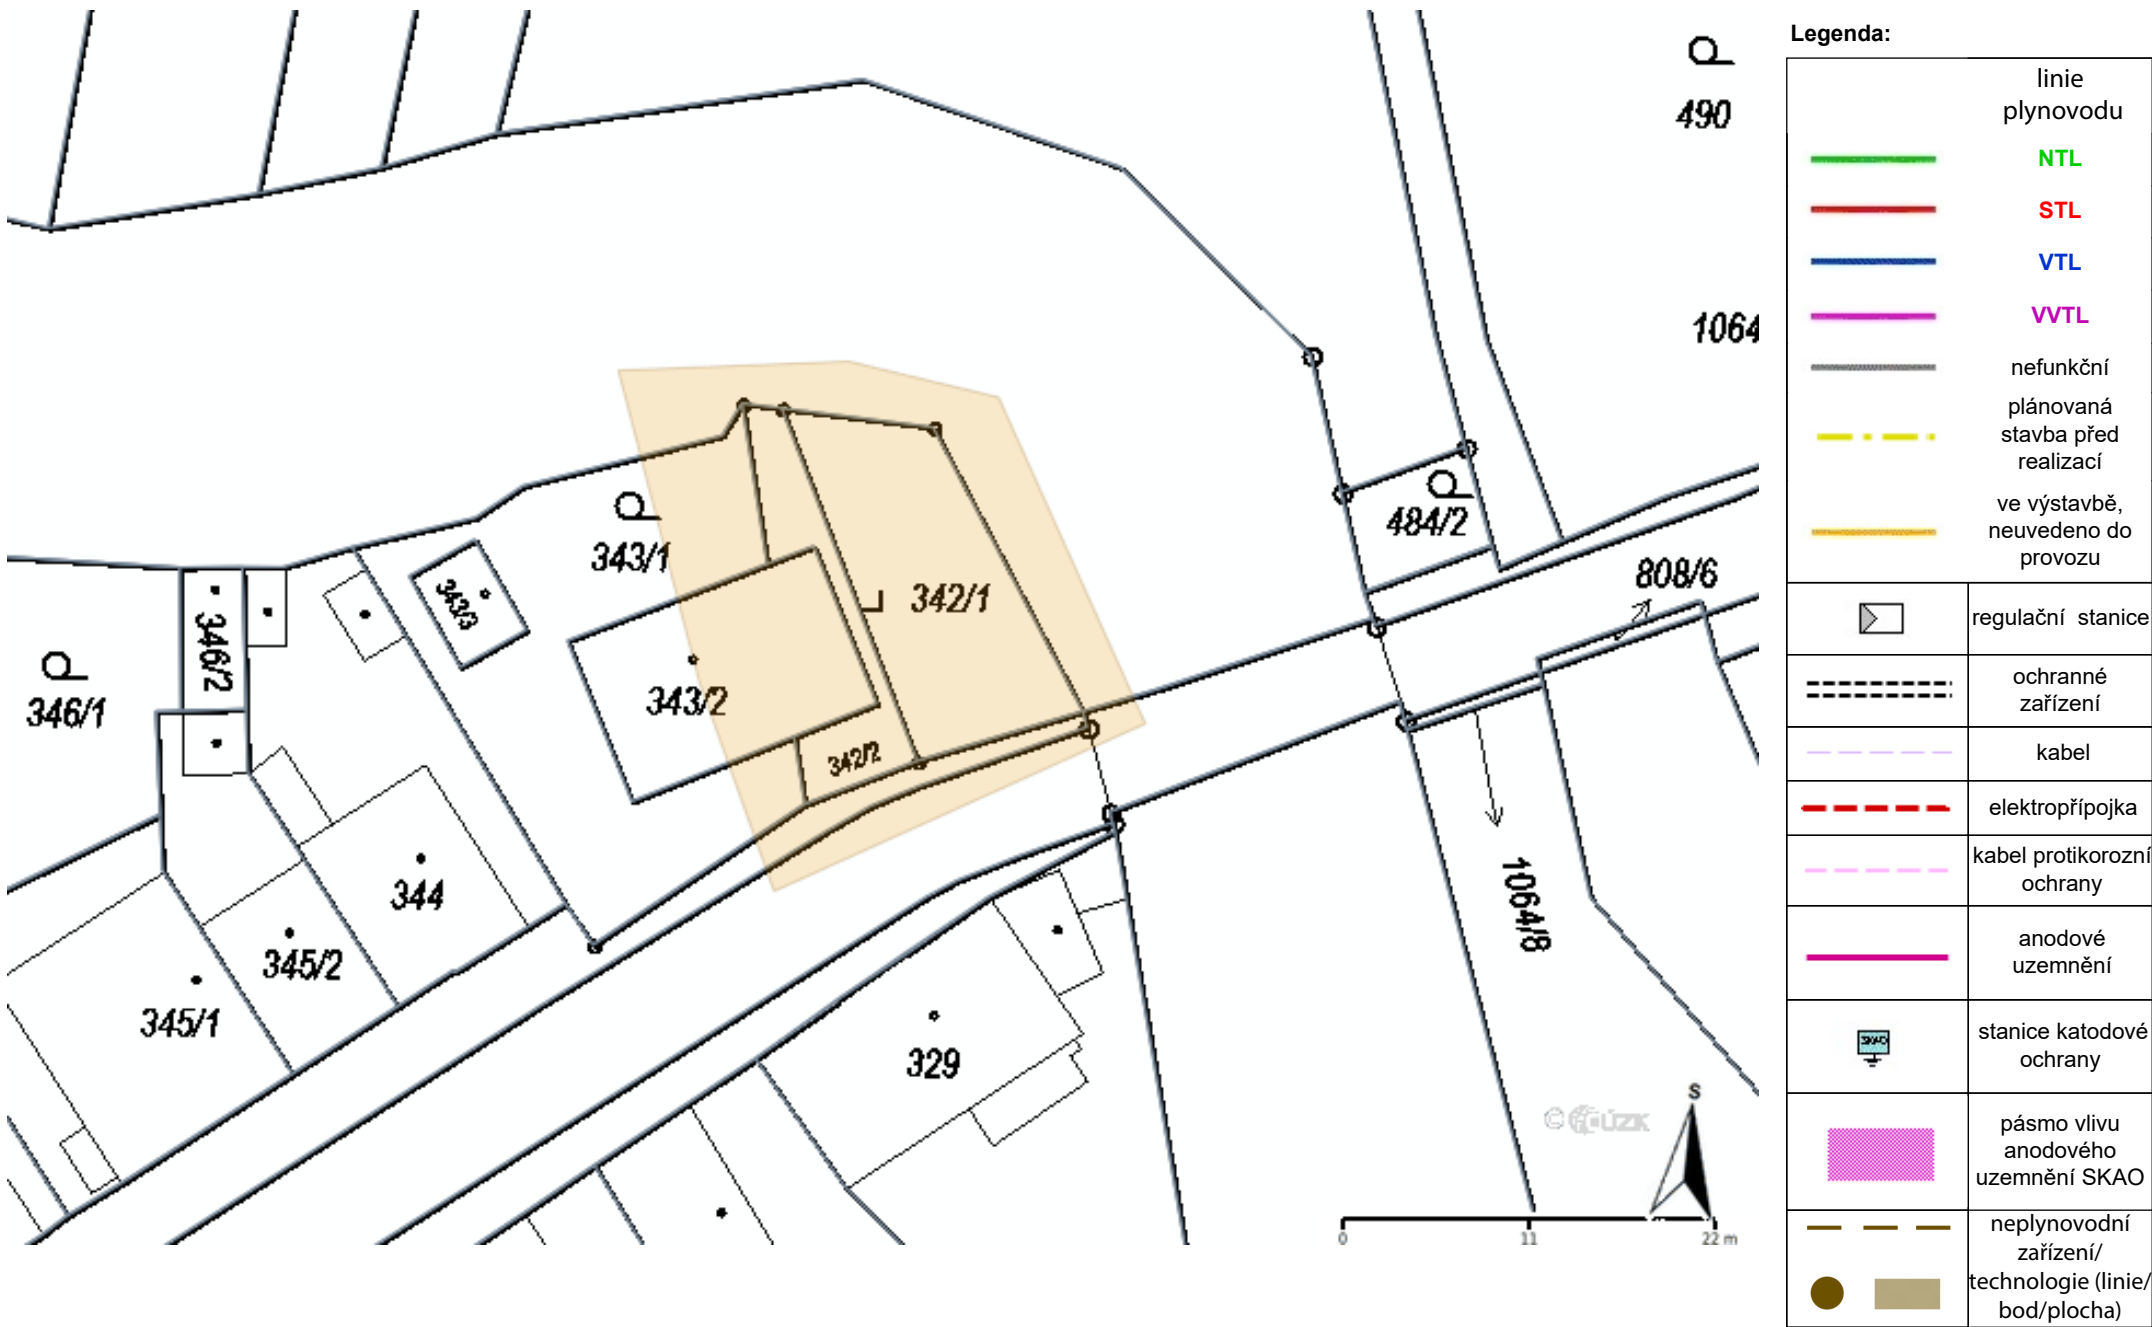 490
1064
484/2
808/6
343/1
343/3
342/1
346/2
346/1
343/2
342/2
344
345/2
345/1
329
1064/8
©
ČÚZK
S
0
11
22 m
Legenda:
linie
plynovodu
NTL
STL
VTL
VVTL
nefunkční
plánovaná
stavba před
realizací
ve výstavbě,
neuvedeno do
provozu
regulační stanice
ochranné
zařízení
kabel
elektropřípojka
kabel protikorozní
ochrany
anodové
uzemnění
SKAO
stanice katodové
ochrany
pásmo vlivu
anodového
uzemnění SKAO
neplynovodní
zařízení/
technologie (linie/
bod/plocha)